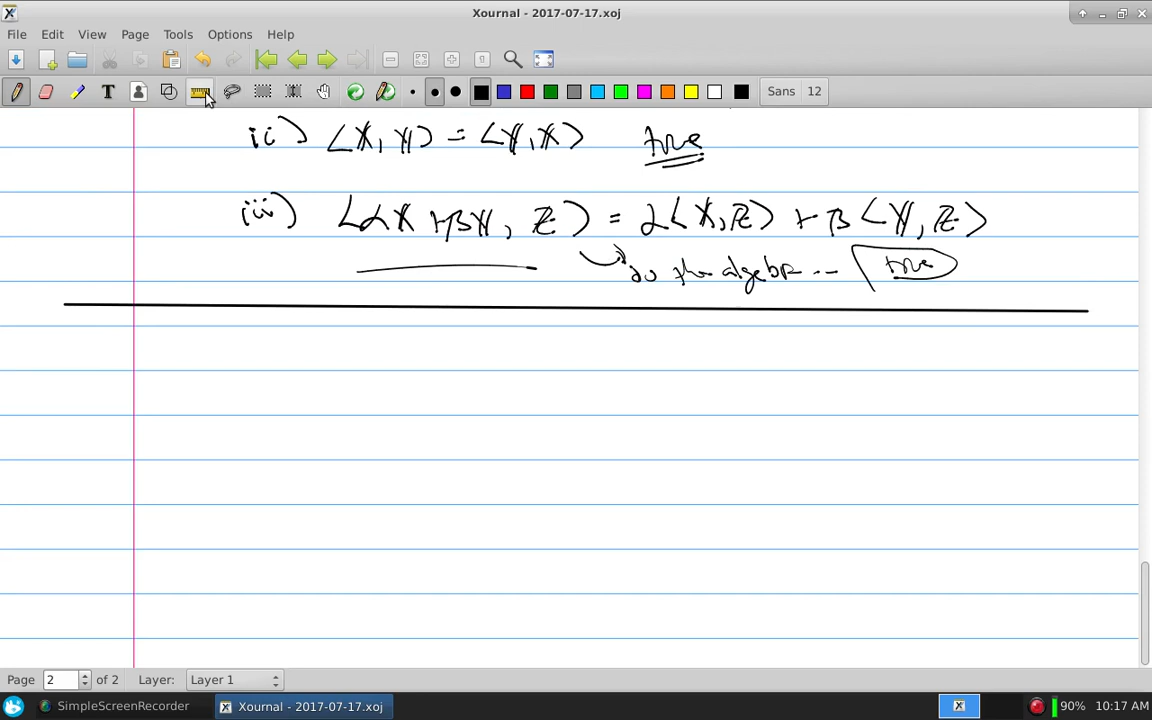 Xournal - 2017-07-17.xoj
File Edit View Page Tools Options Help
Sans 12
ii) ⟨X, Y⟩ = ⟨Y, X⟩ true
iii) ⟨αX + βY, Z⟩ = α⟨X, Z⟩ + β⟨Y, Z⟩
do the algebra -- true
Page 2 of 2 Layer: Layer 1
SimpleScreenRecorder Xournal - 2017-07-17.xoj 90% 10:17 AM